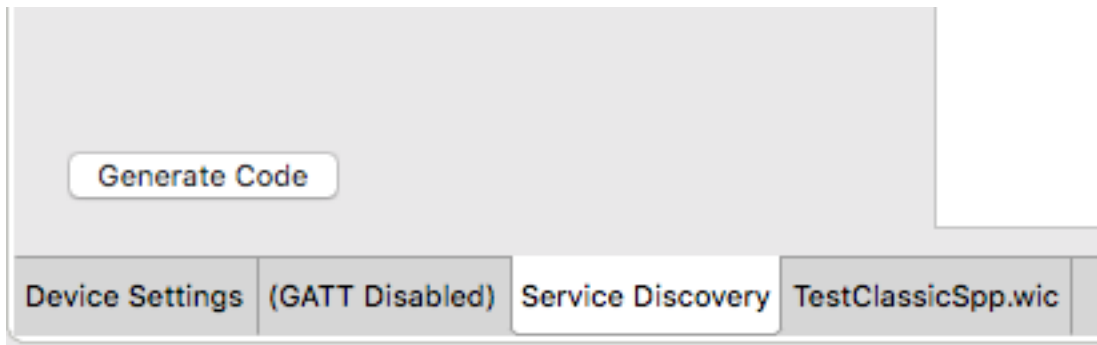 Generate Code
Device Settings (GATT Disabled) Service Discovery TestClassicSpp.wic